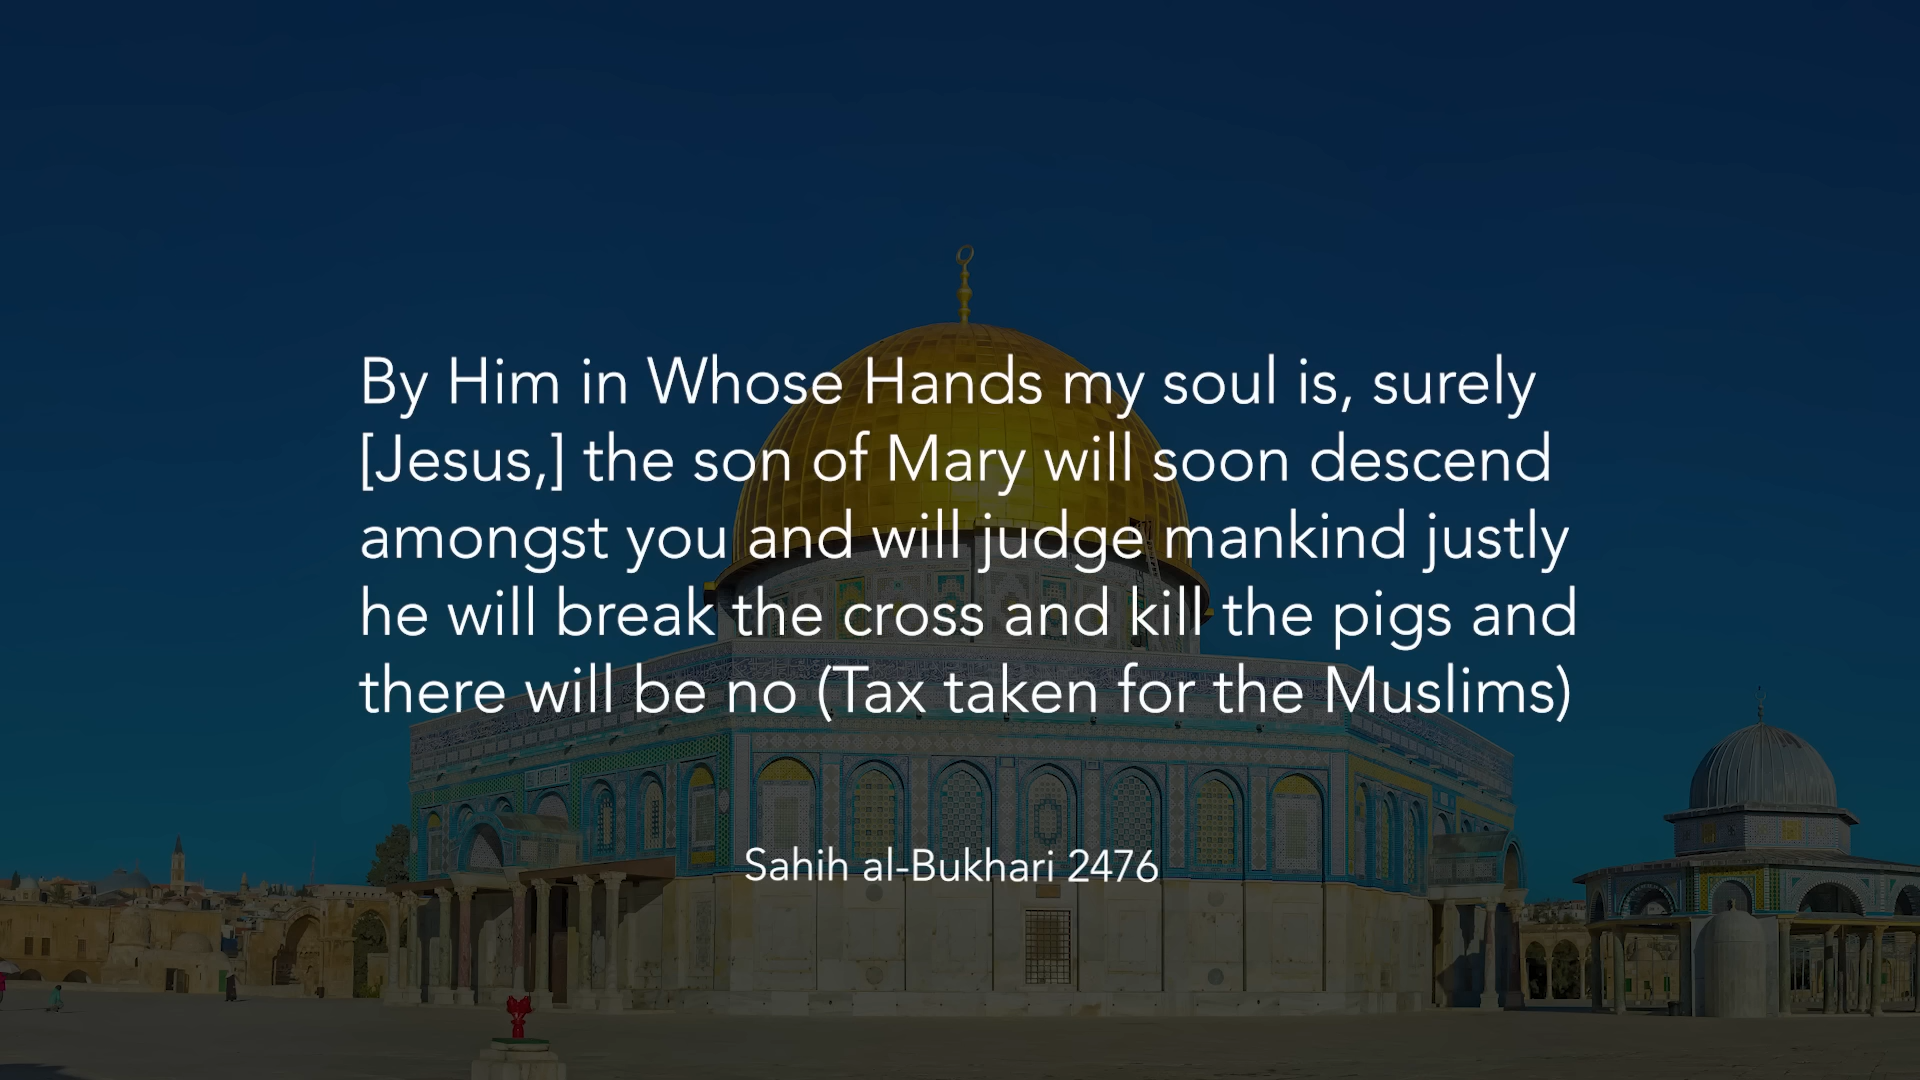 By Him in Whose Hands my soul is, surely
[Jesus,] the son of Mary will soon descend
amongst you and will judge mankind justly
he will break the cross and kill the pigs and
there will be no (Tax taken for the Muslims)
Sahih al-Bukhari 2476